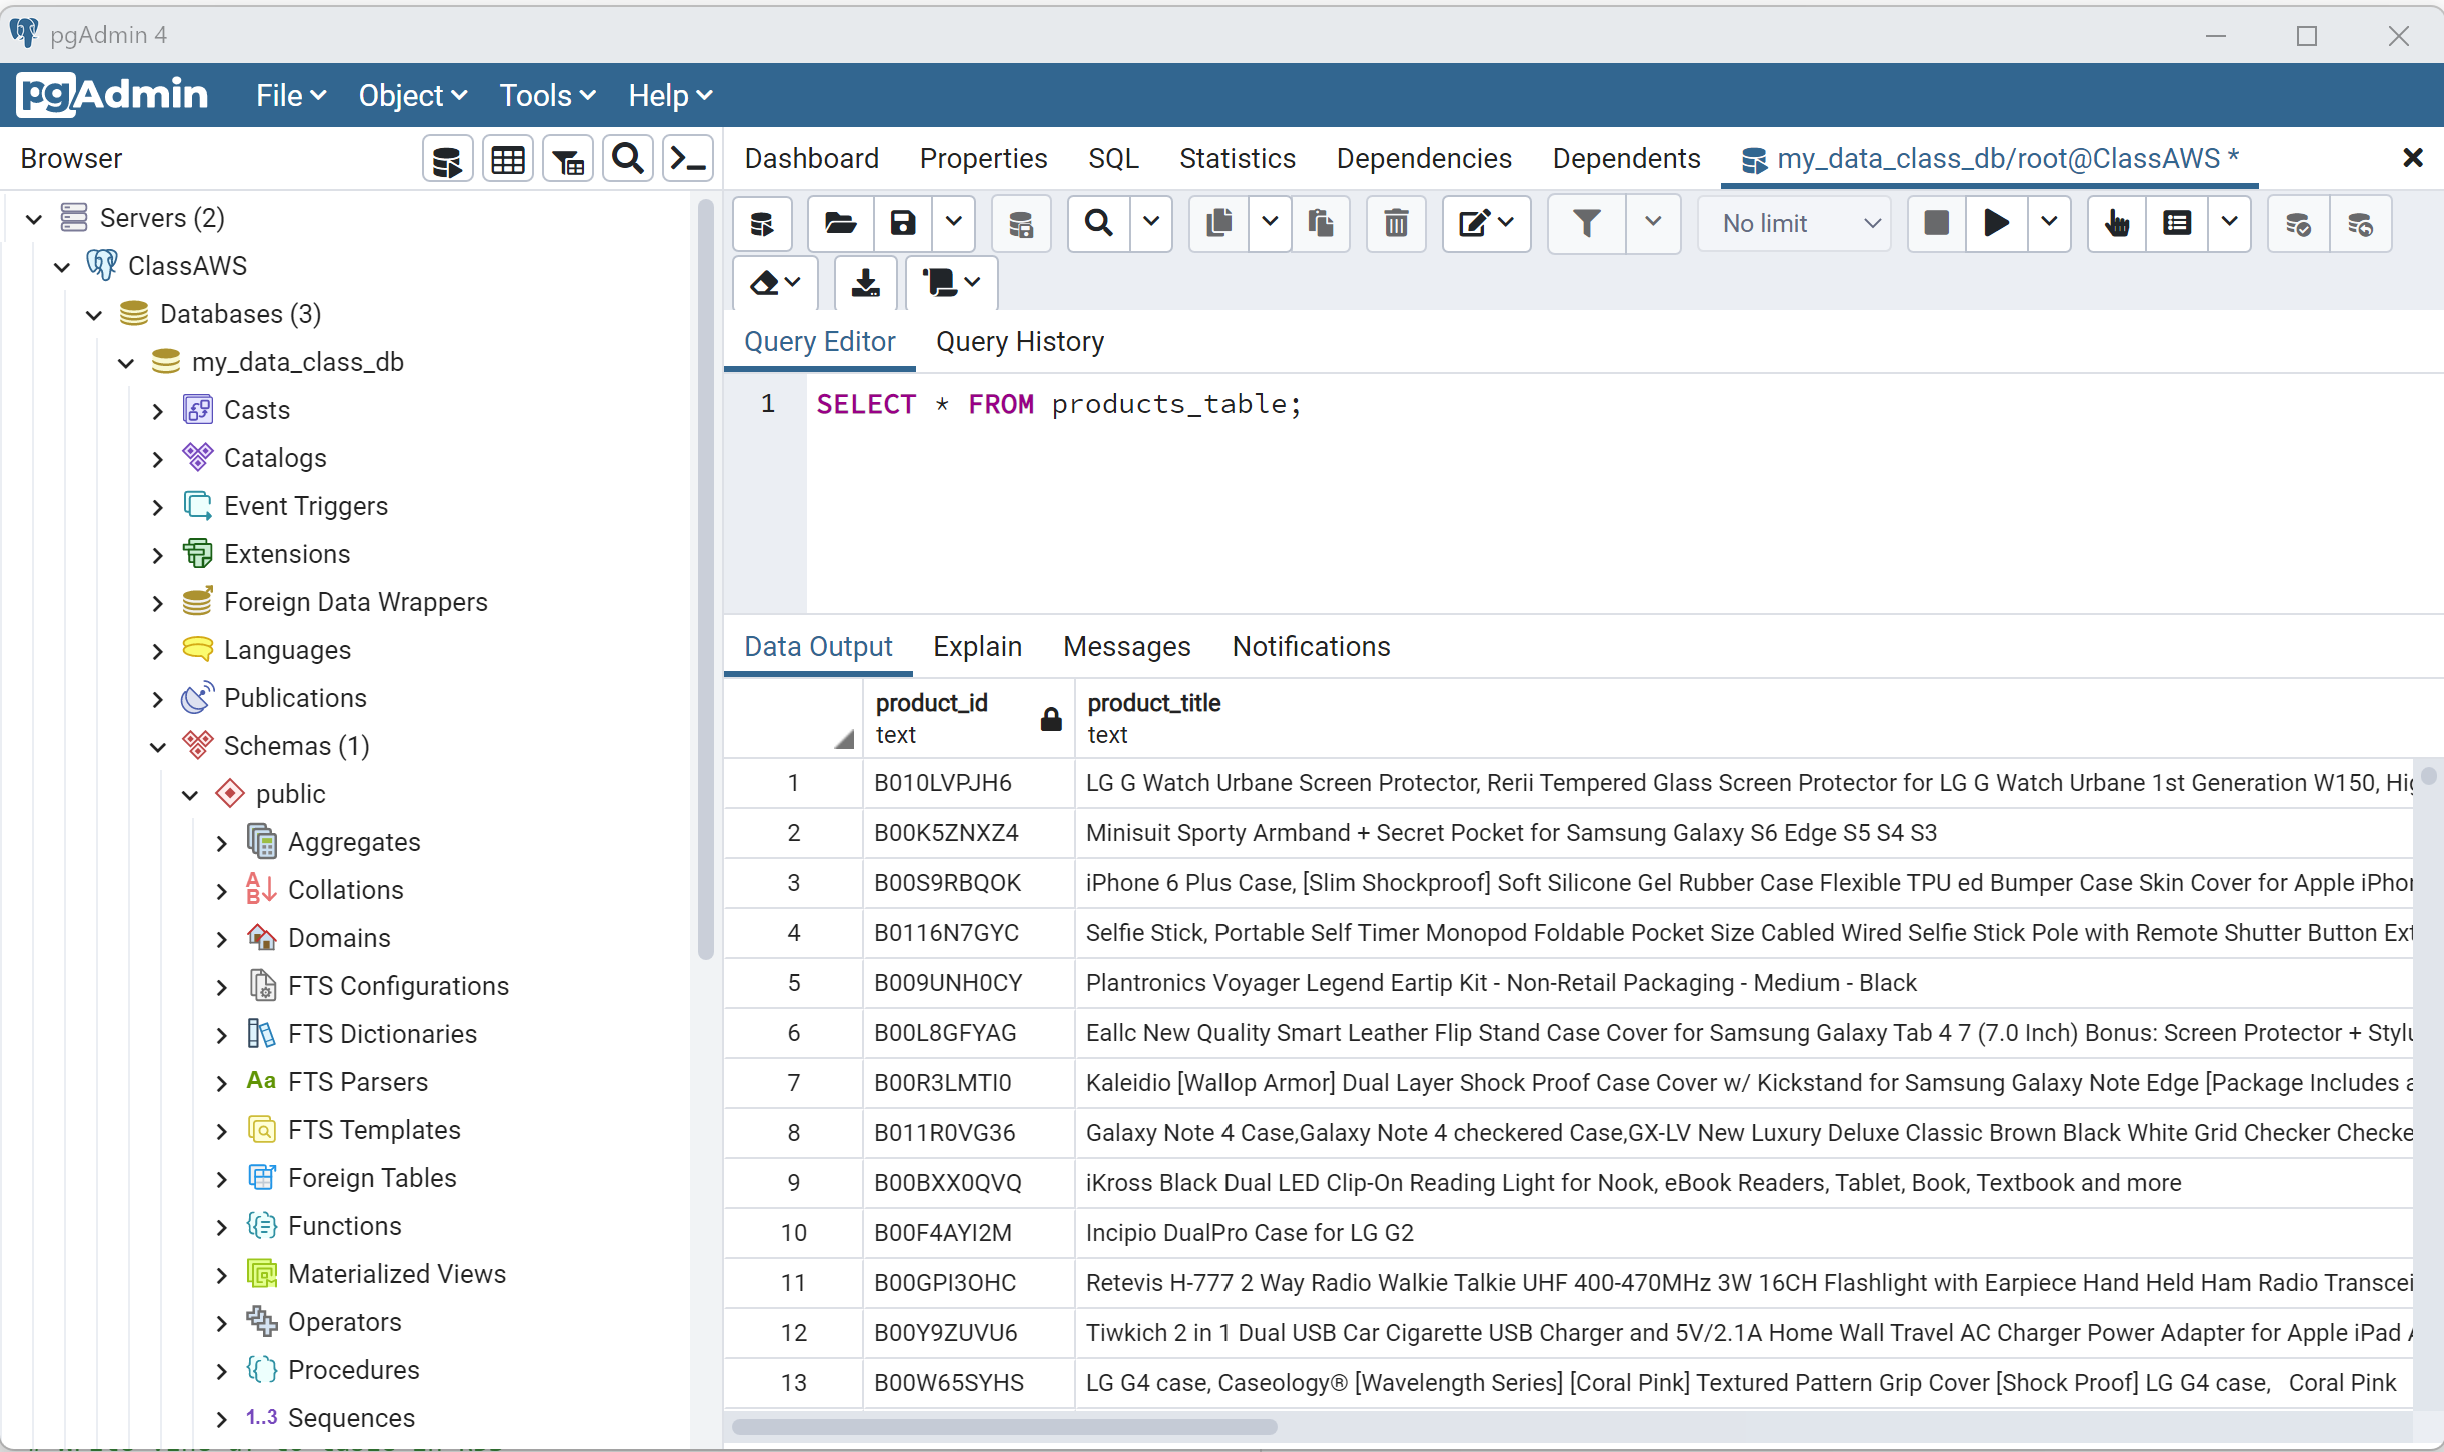 pgAdmin 4
pgAdmin File Object Tools Help
Browser
Dashboard Properties SQL Statistics Dependencies Dependents my_data_class_db/root@ClassAWS *
Servers (2)
ClassAWS
Databases (3)
my_data_class_db
Casts
Catalogs
Event Triggers
Extensions
Foreign Data Wrappers
Languages
Publications
Schemas (1)
public
Aggregates
Collations
Domains
FTS Configurations
FTS Dictionaries
Aa FTS Parsers
FTS Templates
Foreign Tables
Functions
Materialized Views
Operators
Procedures
1..3 Sequences
No limit
Query Editor Query History
1 SELECT * FROM products_table;
Data Output Explain Messages Notifications
product_id product_title
text text
1 B010LVPJH6 LG G Watch Urbane Screen Protector, Rerii Tempered Glass Screen Protector for LG G Watch Urbane 1st Generation W150, Hig
2 B00K5ZNXZ4 Minisuit Sporty Armband + Secret Pocket for Samsung Galaxy S6 Edge S5 S4 S3
3 B00S9RBQOK iPhone 6 Plus Case, [Slim Shockproof] Soft Silicone Gel Rubber Case Flexible TPU ed Bumper Case Skin Cover for Apple iPhon
4 B0116N7GYC Selfie Stick, Portable Self Timer Monopod Foldable Pocket Size Cabled Wired Selfie Stick Pole with Remote Shutter Button Ext
5 B009UNH0CY Plantronics Voyager Legend Eartip Kit - Non-Retail Packaging - Medium - Black
6 B00L8GFYAG Eallc New Quality Smart Leather Flip Stand Case Cover for Samsung Galaxy Tab 4 7 (7.0 Inch) Bonus: Screen Protector + Stylu
7 B00R3LMTI0 Kaleidio [Wallop Armor] Dual Layer Shock Proof Case Cover w/ Kickstand for Samsung Galaxy Note Edge [Package Includes a
8 B011R0VG36 Galaxy Note 4 Case,Galaxy Note 4 checkered Case,GX-LV New Luxury Deluxe Classic Brown Black White Grid Checker Checke
9 B00BXX0QVQ iKross Black Dual LED Clip-On Reading Light for Nook, eBook Readers, Tablet, Book, Textbook and more
10 B00F4AYI2M Incipio DualPro Case for LG G2
11 B00GPI3OHC Retevis H-777 2 Way Radio Walkie Talkie UHF 400-470MHz 3W 16CH Flashlight with Earpiece Hand Held Ham Radio Transcei
12 B00Y9ZUVU6 Tiwkich 2 in 1 Dual USB Car Cigarette USB Charger and 5V/2.1A Home Wall Travel AC Charger Power Adapter for Apple iPad A
13 B00W65SYHS LG G4 case, Caseology® [Wavelength Series] [Coral Pink] Textured Pattern Grip Cover [Shock Proof] LG G4 case, Coral Pink